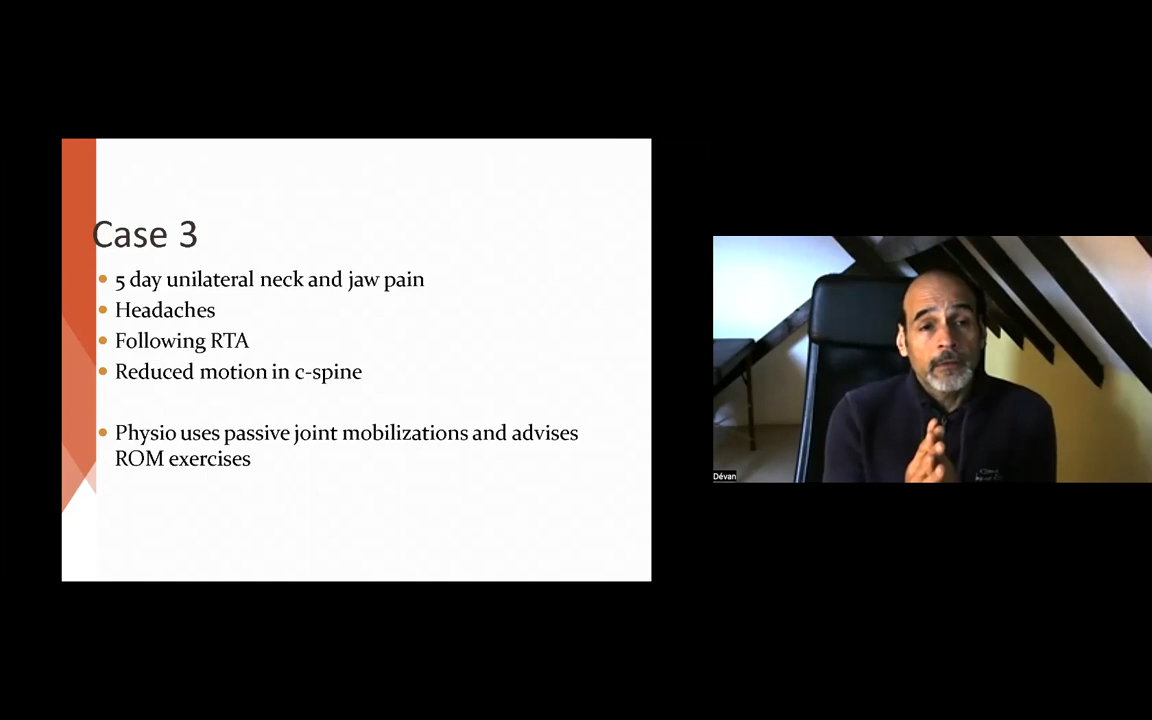 Case 3
5 day unilateral neck and jaw pain
Headaches
Following RTA
Reduced motion in c-spine
Physio uses passive joint mobilizations and advises
ROM exercises
Dévan